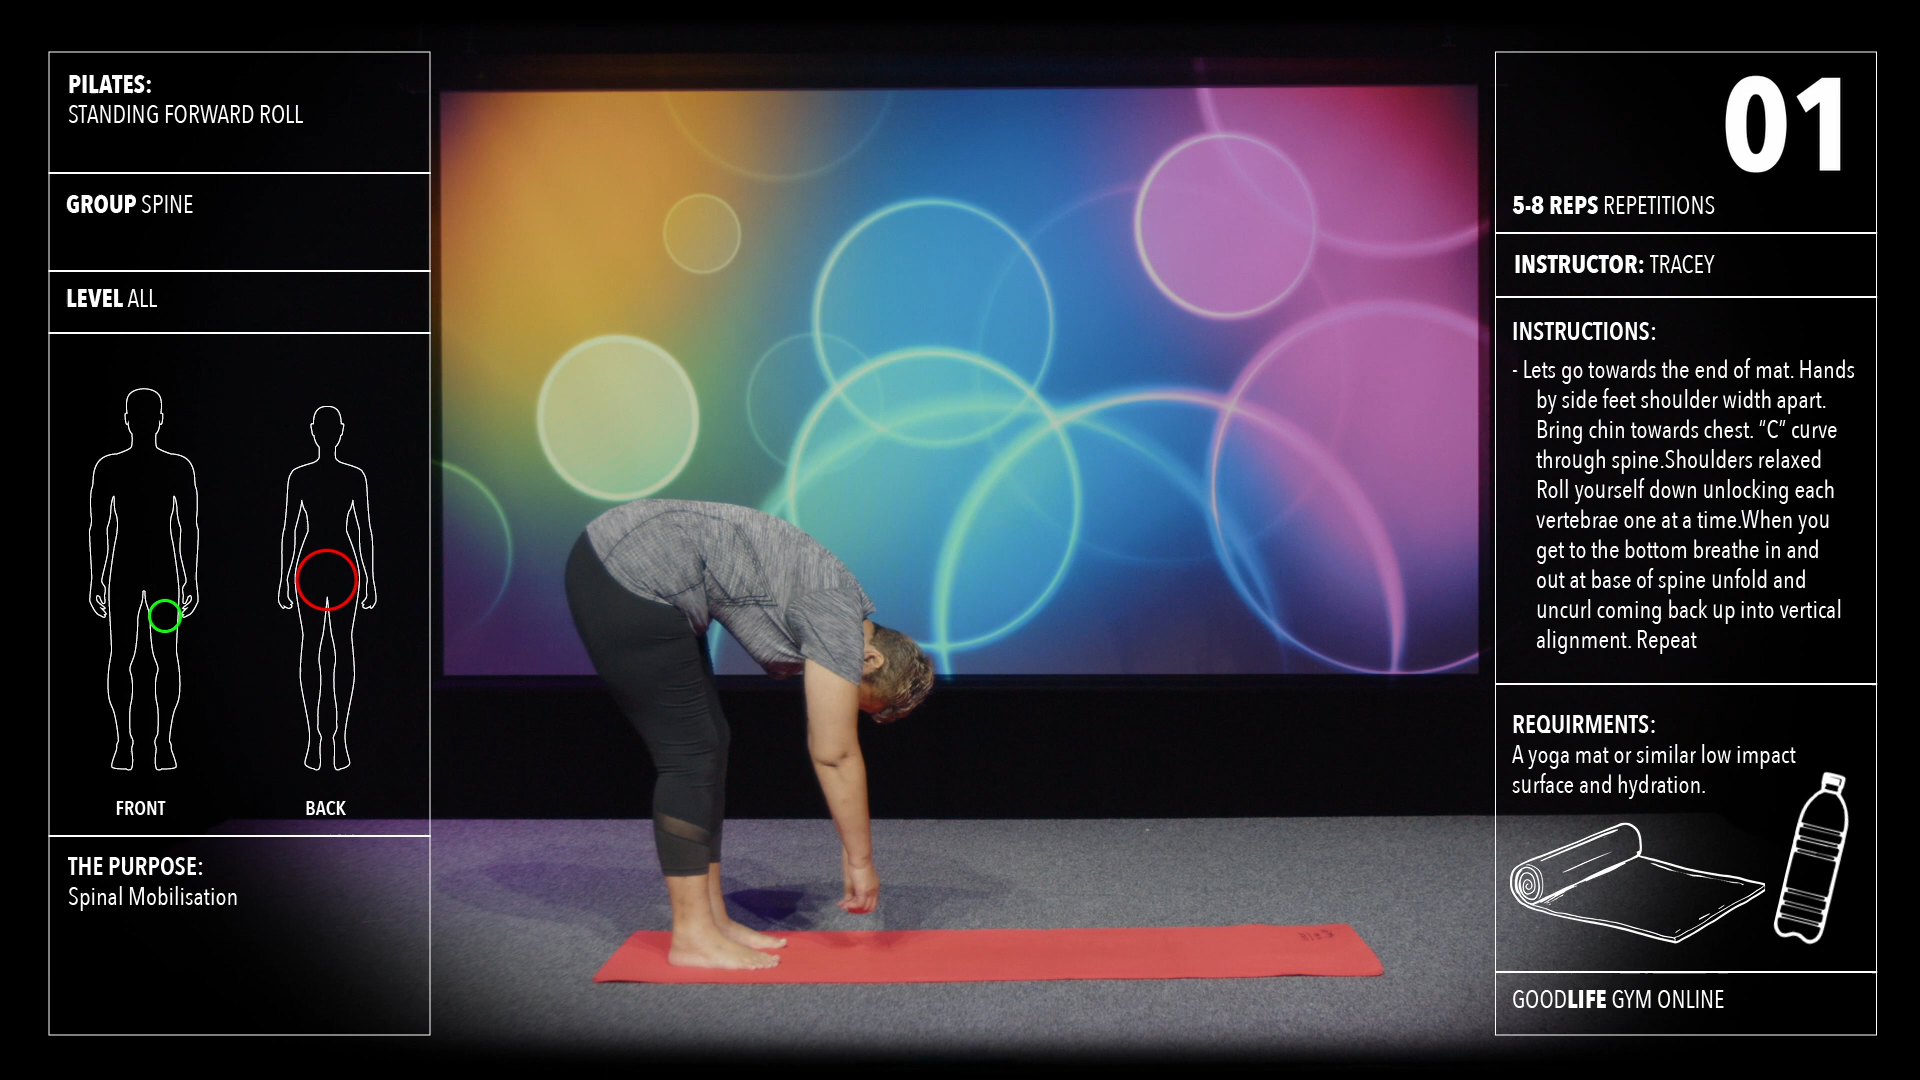 PILATES:
STANDING FORWARD ROLL
GROUP SPINE
LEVEL ALL
FRONT
BACK
THE PURPOSE:
Spinal Mobilisation
01
5-8 REPS REPETITIONS
INSTRUCTOR: TRACEY
INSTRUCTIONS:
- Lets go towards the end of mat. Hands
by side feet shoulder width apart.
Bring chin towards chest. “C” curve
through spine.Shoulders relaxed
Roll yourself down unlocking each
vertebrae one at a time.When you
get to the bottom breathe in and
out at base of spine unfold and
uncurl coming back up into vertical
alignment. Repeat
REQUIRMENTS:
A yoga mat or similar low impact
surface and hydration.
GOODLIFE GYM ONLINE